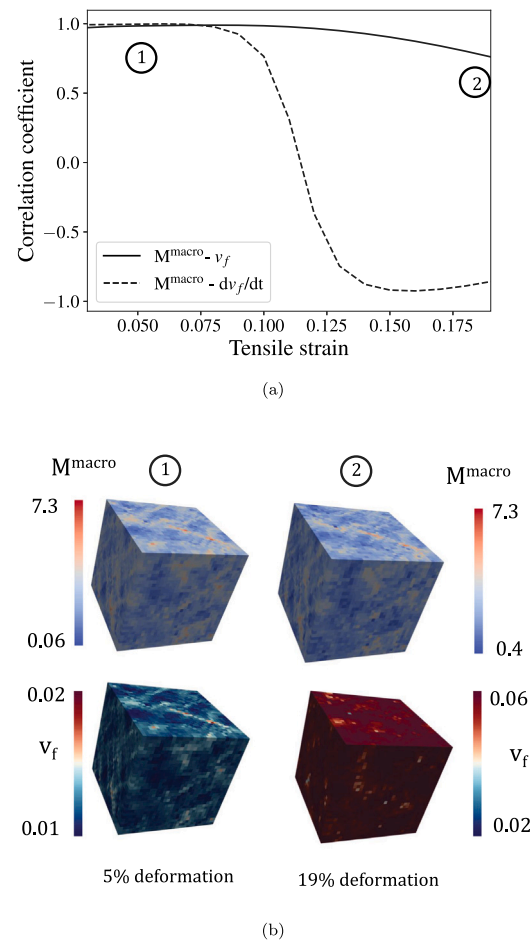 1.0
0.5
0.0
−0.5
−1.0
Correlation coefficient
1
2
M^macro - v_f
M^macro - dv_f/dt
0.050 0.075 0.100 0.125 0.150 0.175
Tensile strain
(a)
M^macro 1 2 M^macro
7.3 7.3
0.06 0.4
0.02 0.06
v_f v_f
0.01 0.02
5% deformation 19% deformation
(b)